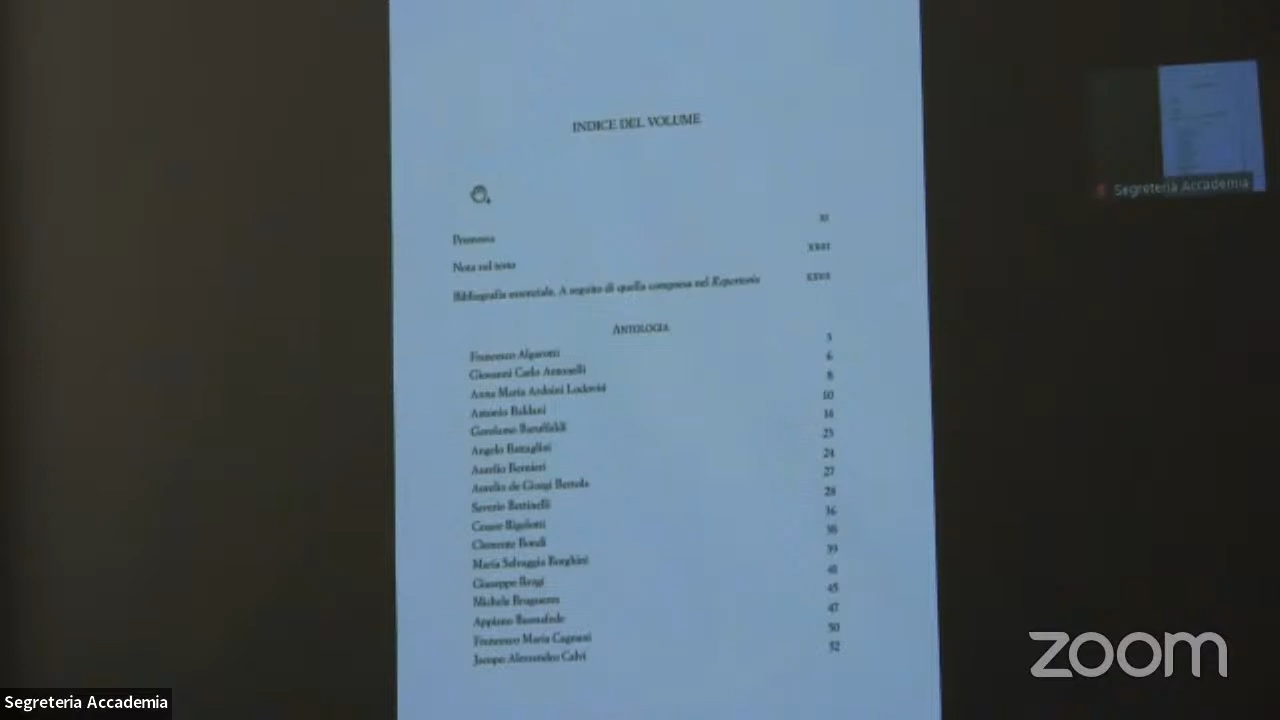 INDICE DEL VOLUME
Premessa XI
Nota sul testo XXIII
Bibliografia essenziale. A seguito di quella compresa nel Repertorio XXVII
ANTOLOGIA
Francesco Algarotti 3
Giovanni Carlo Antonelli 6
Anna Maria Ardoini Lodovisi 8
Antonio Baldani 10
Girolamo Baruffaldi 14
Angelo Battaglini 23
Aurelio Bernieri 24
Aurelio de Giorgi Bertola 27
Saverio Bettinelli 28
Cesare Bigolotti 36
Clemente Bondi 38
Maria Selvaggia Borghini 39
Giuseppe Brogi 41
Michele Brugueres 45
Appiano Buonafede 47
Francesco Maria Cagnani 50
Jacopo Alessandro Calvi 52
Segreteria Accademia
zoom
Segreteria Accademia